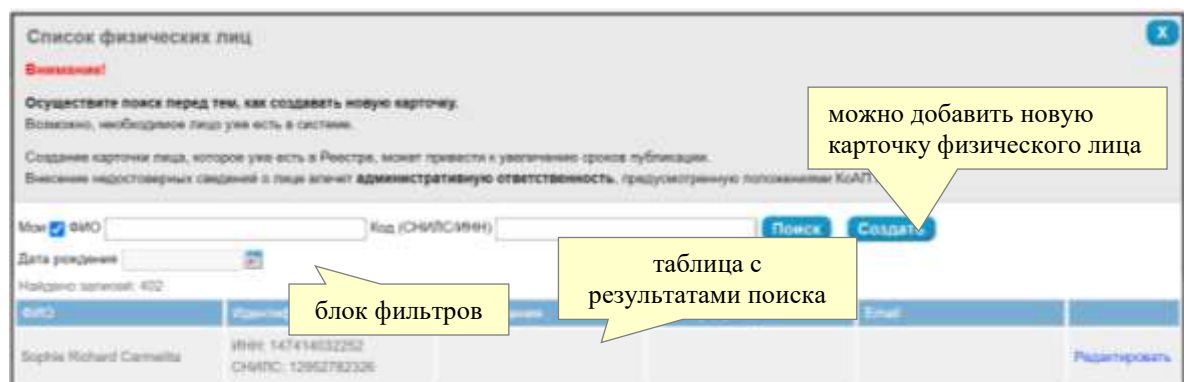 Список физических лиц
X
Внимание!
Осуществите поиск перед тем, как создавать новую карточку.
Возможно, необходимое лицо уже есть в системе.
можно добавить новую
карточку физического лица
Создание карточки лица, которое уже есть в Реестре, может привести к увеличению сроков публикации.
Внесение недостоверных сведений о лице влечет административную ответственность, предусмотренную положениями КоАП
Мои ФИО Код (СНИЛС/ИНН) Поиск Создать
Дата рождения
Найдено записей: 402
таблица с
результатами поиска
блок фильтров
ФИО Email
Sophie Richard Carmelita
ИНН: 147414032252
СНИЛС: 12952782326
Редактировать